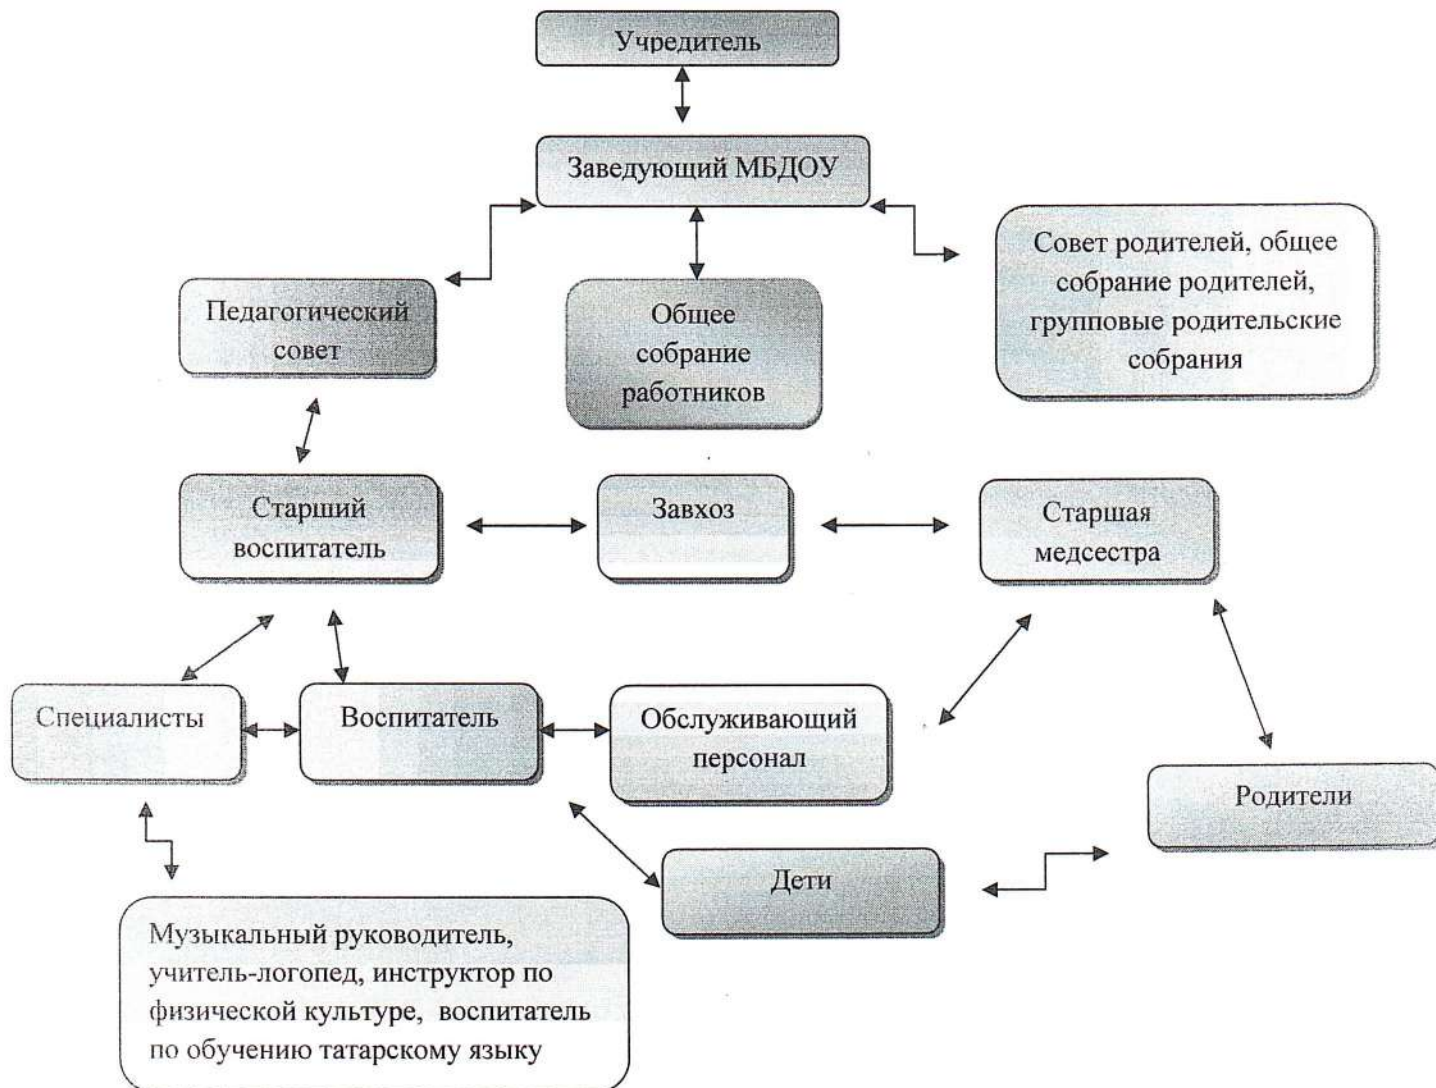 Учредитель
Заведующий МБДОУ
Совет родителей, общее
собрание родителей,
групповые родительские
собрания
Педагогический
совет
Общее
собрание
работников
Старший
воспитатель
Завхоз
Старшая
медсестра
Специалисты
Воспитатель
Обслуживающий
персонал
Родители
Дети
Музыкальный руководитель,
учитель-логопед, инструктор по
физической культуре, воспитатель
по обучению татарскому языку